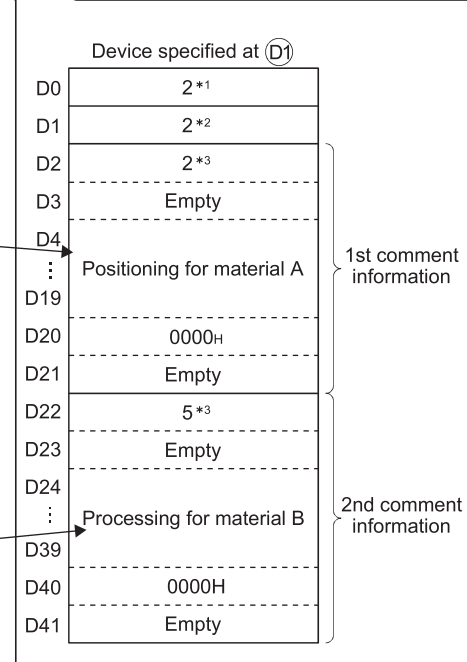 Device specified at D1
D0 2*1
D1 2*2
D2 2*3
D3 Empty
D4
⋮ Positioning for material A
D19
D20 0000H
D21 Empty
1st comment
information
D22 5*3
D23 Empty
D24
⋮ Processing for material B
D39
D40 0000H
D41 Empty
2nd comment
information